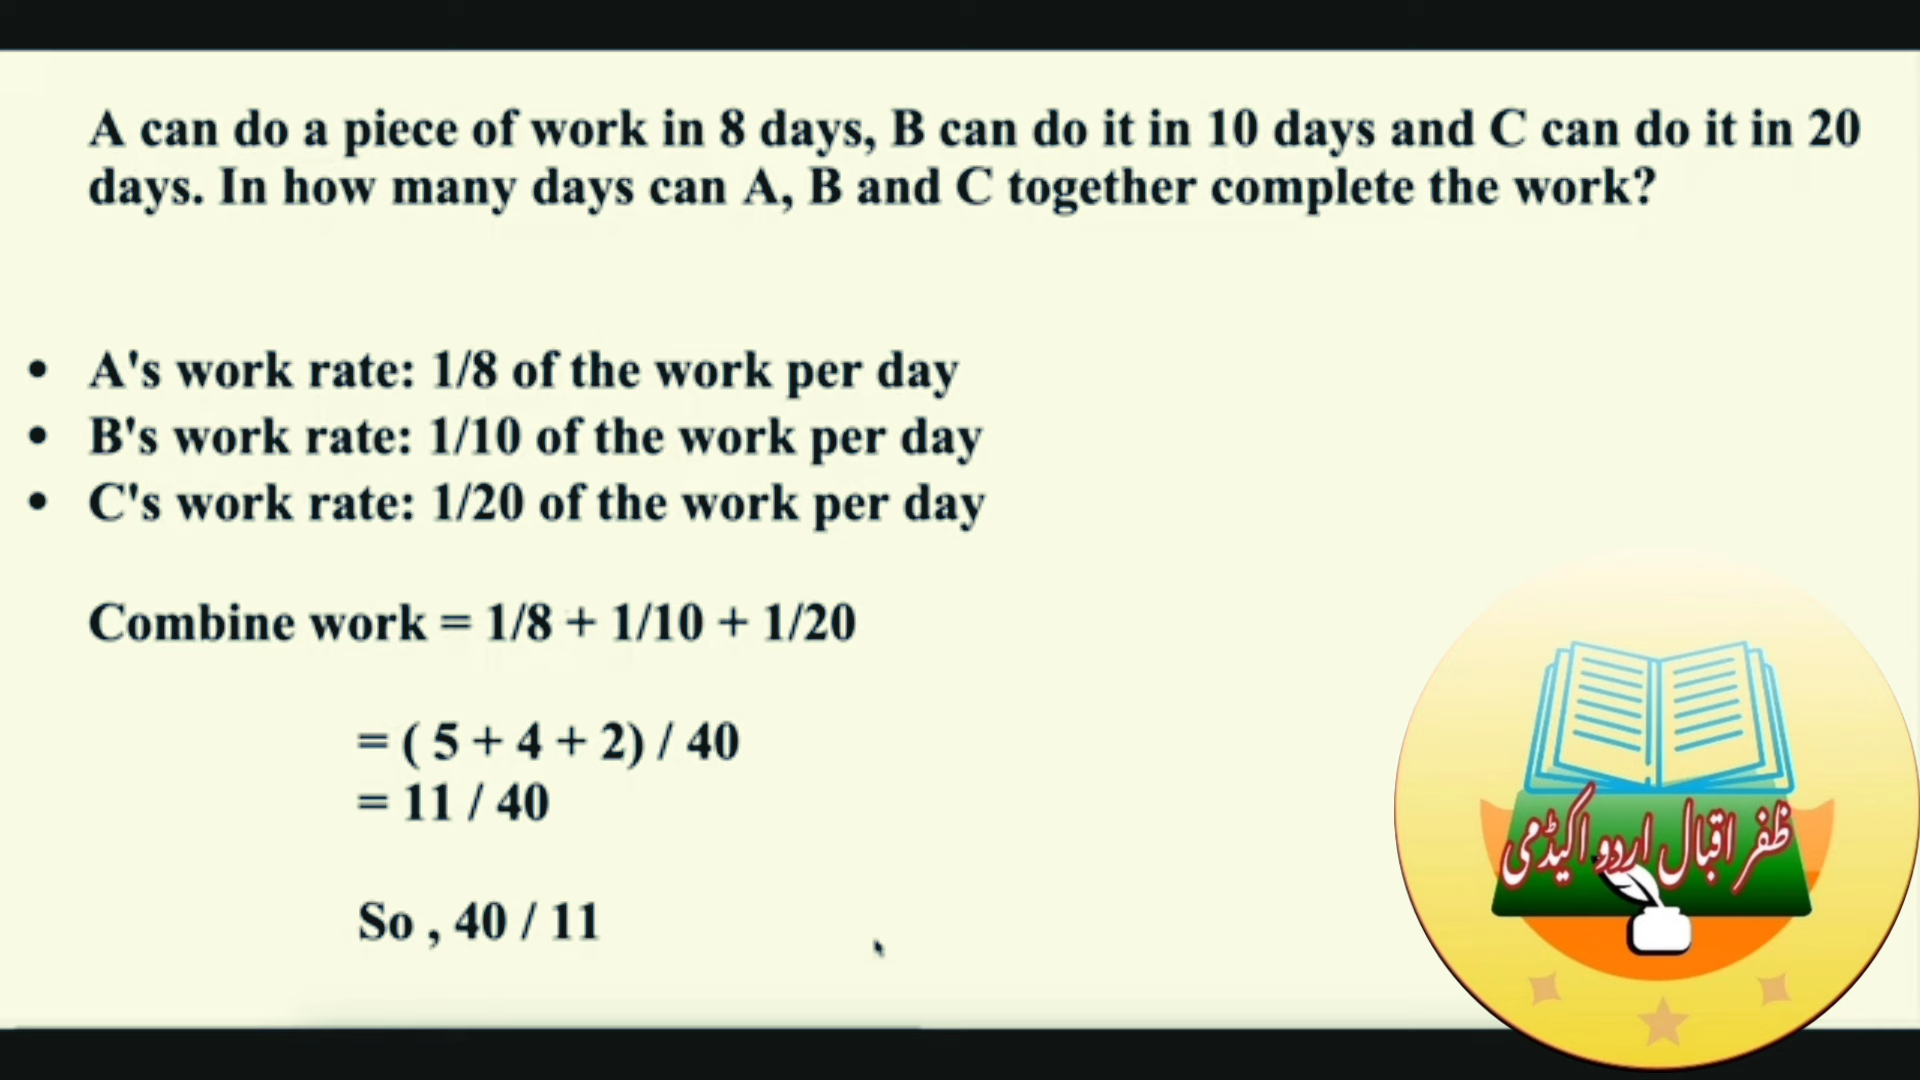 A can do a piece of work in 8 days, B can do it in 10 days and C can do it in 20
days. In how many days can A, B and C together complete the work?
• A's work rate: 1/8 of the work per day
• B's work rate: 1/10 of the work per day
• C's work rate: 1/20 of the work per day
Combine work = 1/8 + 1/10 + 1/20
= ( 5 + 4 + 2) / 40
= 11 / 40
So , 40 / 11
ظفر اقبال اردو اکیڈمی